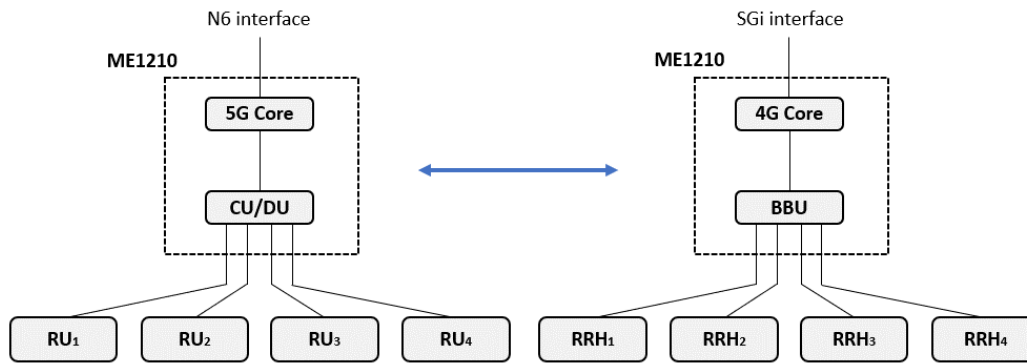 N6 interface
SGi interface
ME1210
ME1210
5G Core
4G Core
CU/DU
BBU
RU1
RU2
RU3
RU4
RRH1
RRH2
RRH3
RRH4